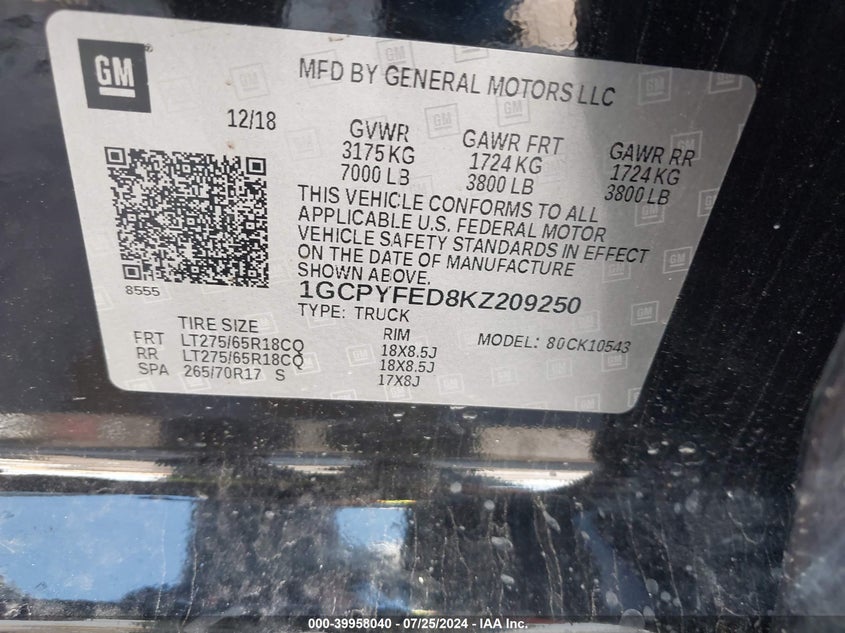 GM
MFD BY GENERAL MOTORS LLC
12/18
GVWR
3175 KG
7000 LB
GAWR FRT
1724 KG
3800 LB
GAWR RR
1724 KG
3800 LB
THIS VEHICLE CONFORMS TO ALL
APPLICABLE U.S. FEDERAL MOTOR
VEHICLE SAFETY STANDARDS IN EFFECT
ON THE DATE OF MANUFACTURE
SHOWN ABOVE.
8555
1GCPYFED8KZ209250
TYPE: TRUCK
TIRE SIZE
RIM
MODEL: 80CK10543
FRT LT275/65R18CQ 18X8.5J
RR LT275/65R18CQ 18X8.5J
SPA 265/70R17 S 17X8J
000-39958040 - 07/25/2024 - IAA Inc.